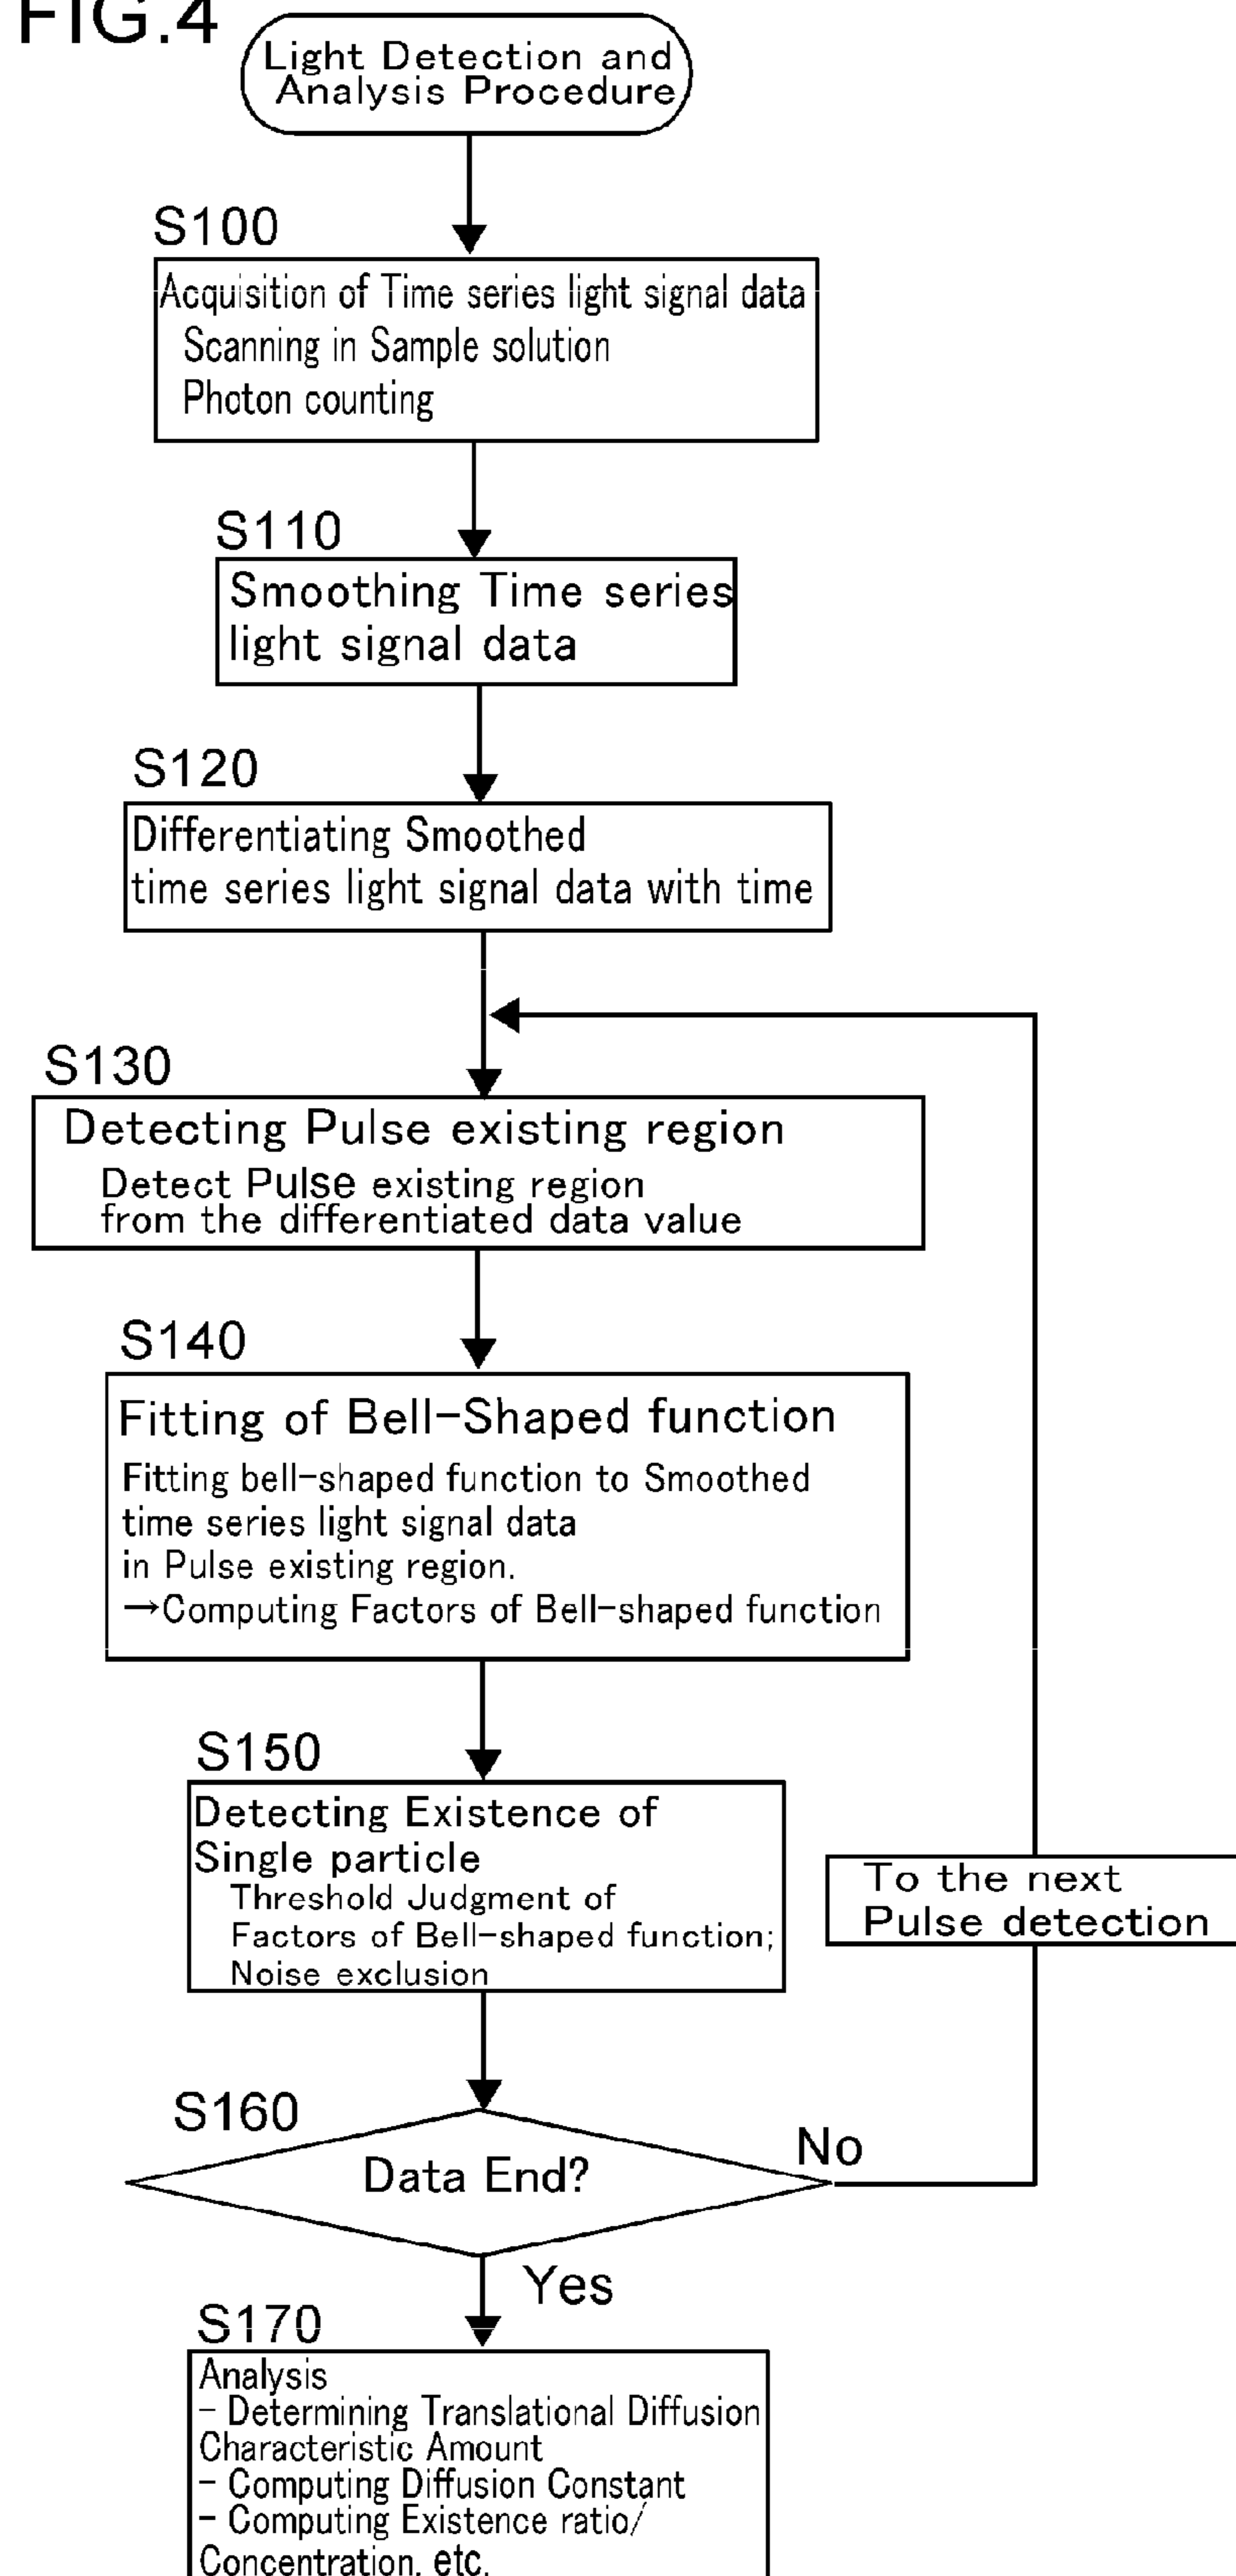 FIG.4
Light Detection and
Analysis Procedure
S100
Acquisition of Time series light signal data
Scanning in Sample solution
Photon counting
S110
Smoothing Time series
light signal data
S120
Differentiating Smoothed
time series light signal data with time
S130
Detecting Pulse existing region
Detect Pulse existing region
from the differentiated data value
S140
Fitting of Bell-Shaped function
Fitting bell-shaped function to Smoothed
time series light signal data
in Pulse existing region.
→Computing Factors of Bell-shaped function
S150
Detecting Existence of
Single particle
Threshold Judgment of
Factors of Bell-shaped function;
Noise exclusion
To the next
Pulse detection
S160
Data End?
No
Yes
S170
Analysis
- Determining Translational Diffusion
Characteristic Amount
- Computing Diffusion Constant
- Computing Existence ratio/
Concentration, etc.